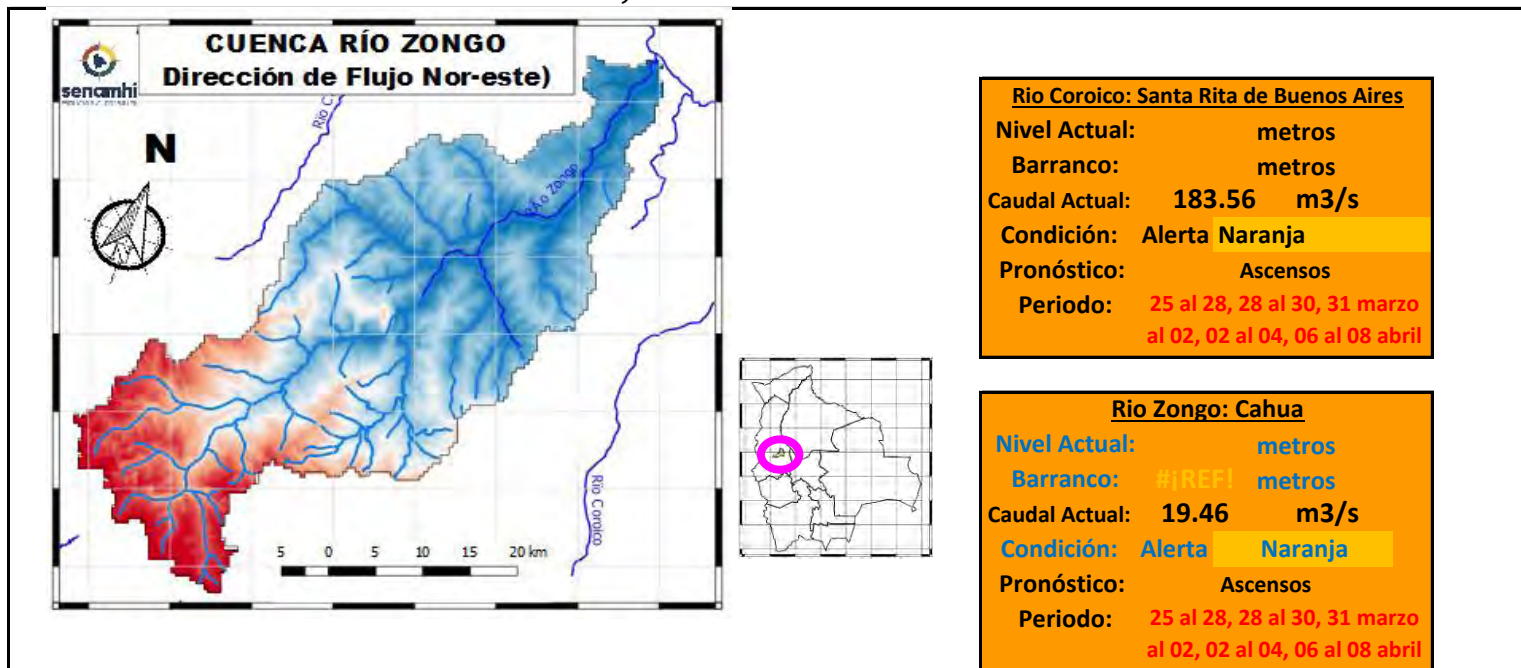 CUENCA RÍO ZONGO
Dirección de Flujo Nor-este)
sencamhi
N
Río C
Río Zongo
Río Coroico
5 0 5 10 15 20 km
Rio Coroico: Santa Rita de Buenos Aires
Nivel Actual: metros
Barranco: metros
Caudal Actual: 183.56 m3/s
Condición: Alerta Naranja
Pronóstico: Ascensos
Periodo: 25 al 28, 28 al 30, 31 marzo
al 02, 02 al 04, 06 al 08 abril
Rio Zongo: Cahua
Nivel Actual: metros
Barranco: #¡REF! metros
Caudal Actual: 19.46 m3/s
Condición: Alerta Naranja
Pronóstico: Ascensos
Periodo: 25 al 28, 28 al 30, 31 marzo
al 02, 02 al 04, 06 al 08 abril